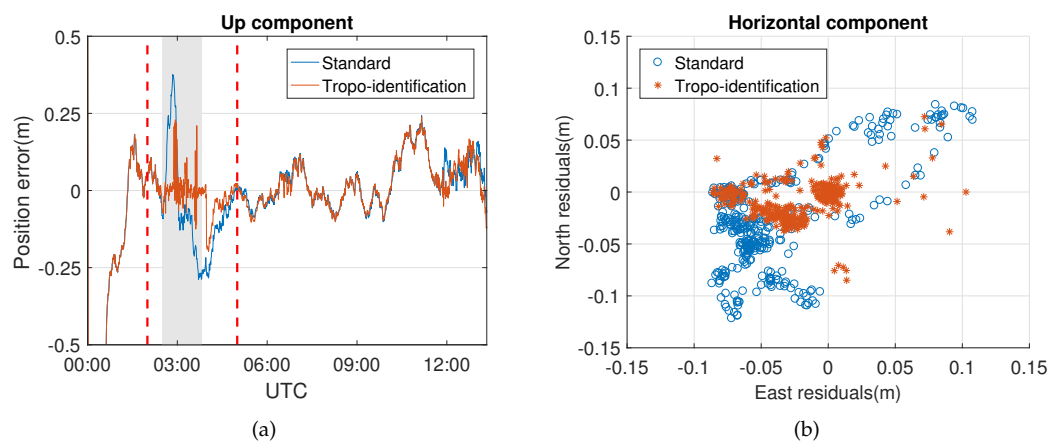 Up component
0.5
0.25
0
-0.25
-0.5
Position error(m)
Standard
Tropo-identification
00:00
03:00
06:00
09:00
12:00
UTC
(a)
Horizontal component
0.15
0.1
0.05
0
-0.05
-0.1
-0.15
North residuals(m)
Standard
Tropo-identification
-0.15
-0.1
-0.05
0
0.05
0.1
0.15
East residuals(m)
(b)